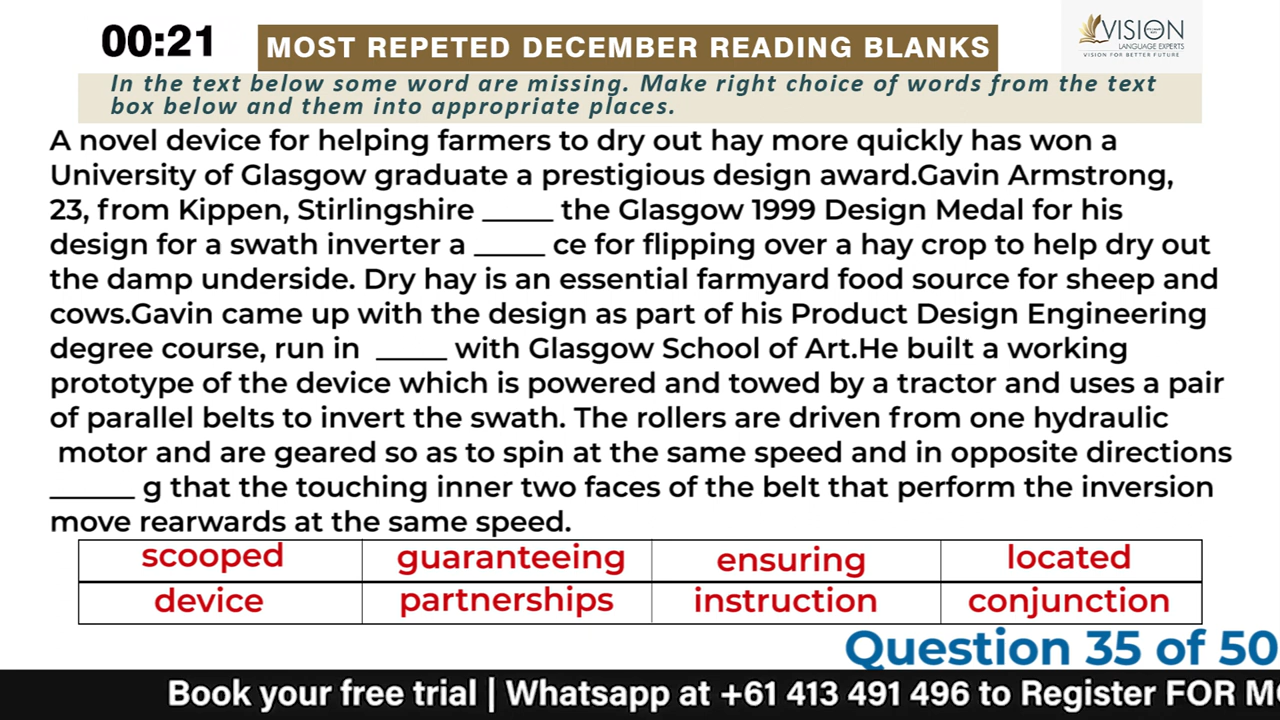 00:21
MOST REPETED DECEMBER READING BLANKS
VISION
LANGUAGE EXPERTS
VISION FOR BETTER FUTURE
In the text below some word are missing. Make right choice of words from the text
box below and them into appropriate places.
A novel device for helping farmers to dry out hay more quickly has won a
University of Glasgow graduate a prestigious design award.Gavin Armstrong,
23, from Kippen, Stirlingshire _____ the Glasgow 1999 Design Medal for his
design for a swath inverter a _____ ce for flipping over a hay crop to help dry out
the damp underside. Dry hay is an essential farmyard food source for sheep and
cows.Gavin came up with the design as part of his Product Design Engineering
degree course, run in _____ with Glasgow School of Art.He built a working
prototype of the device which is powered and towed by a tractor and uses a pair
of parallel belts to invert the swath. The rollers are driven from one hydraulic
motor and are geared so as to spin at the same speed and in opposite directions
______ g that the touching inner two faces of the belt that perform the inversion
move rearwards at the same speed.
scooped guaranteeing ensuring located
device partnerships instruction conjunction
Question 35 of 50
Book your free trial | Whatsapp at +61 413 491 496 to Register FOR M